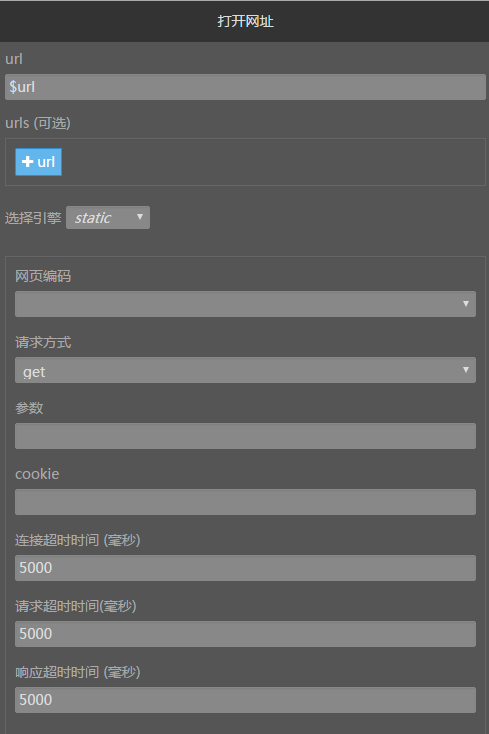 打开网址
url
$url
urls (可选)
+ url
选择引擎 static
网页编码
请求方式
get
参数
cookie
连接超时时间 (毫秒)
5000
请求超时时间(毫秒)
5000
响应超时时间 (毫秒)
5000